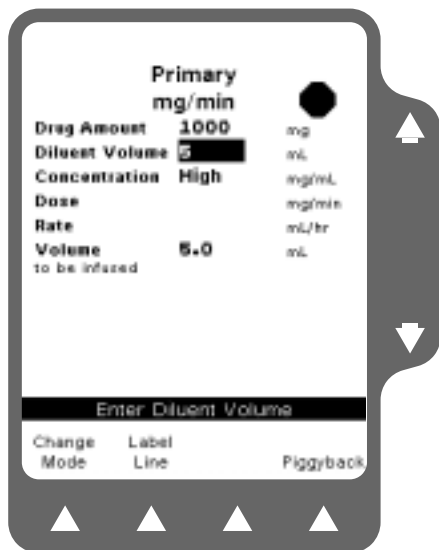 Primary
mg/min
Drug Amount 1000 mg
Diluent Volume 5 mL
Concentration High mg/mL
Dose mg/min
Rate mL/hr
Volume 5.0 mL
to be infused
Enter Diluent Volume
Change Label
Mode Line Piggyback